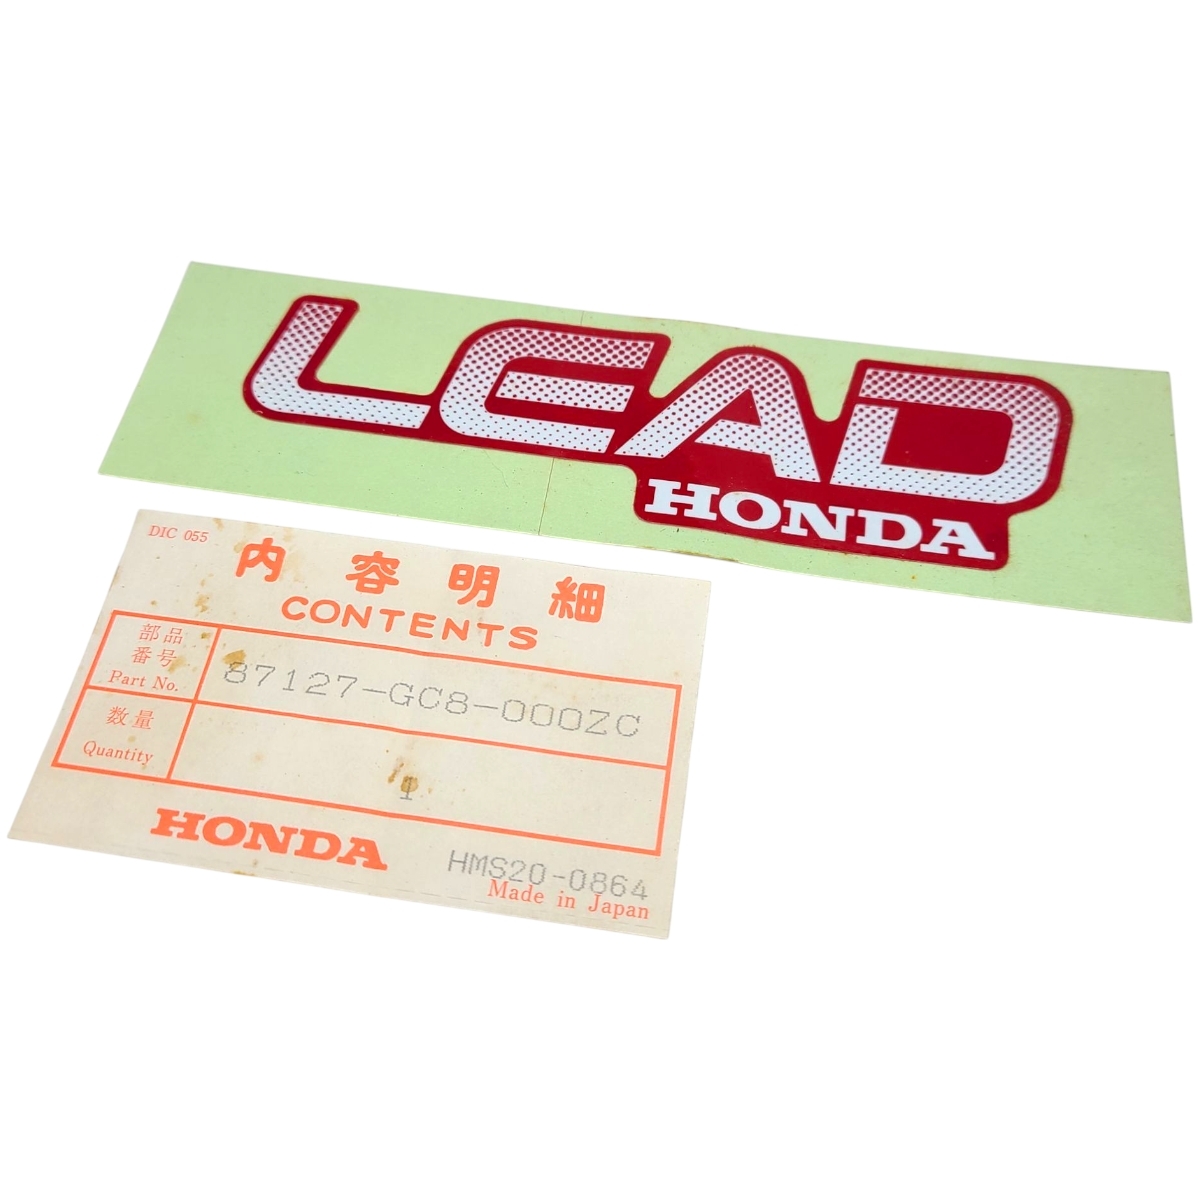 LEAD
HONDA
DIC 055
内容明細
CONTENTS
部品
番号
Part No.
87127-GC8-000ZC
数量
Quantity
1
HONDA
HMS20-0864
Made in Japan